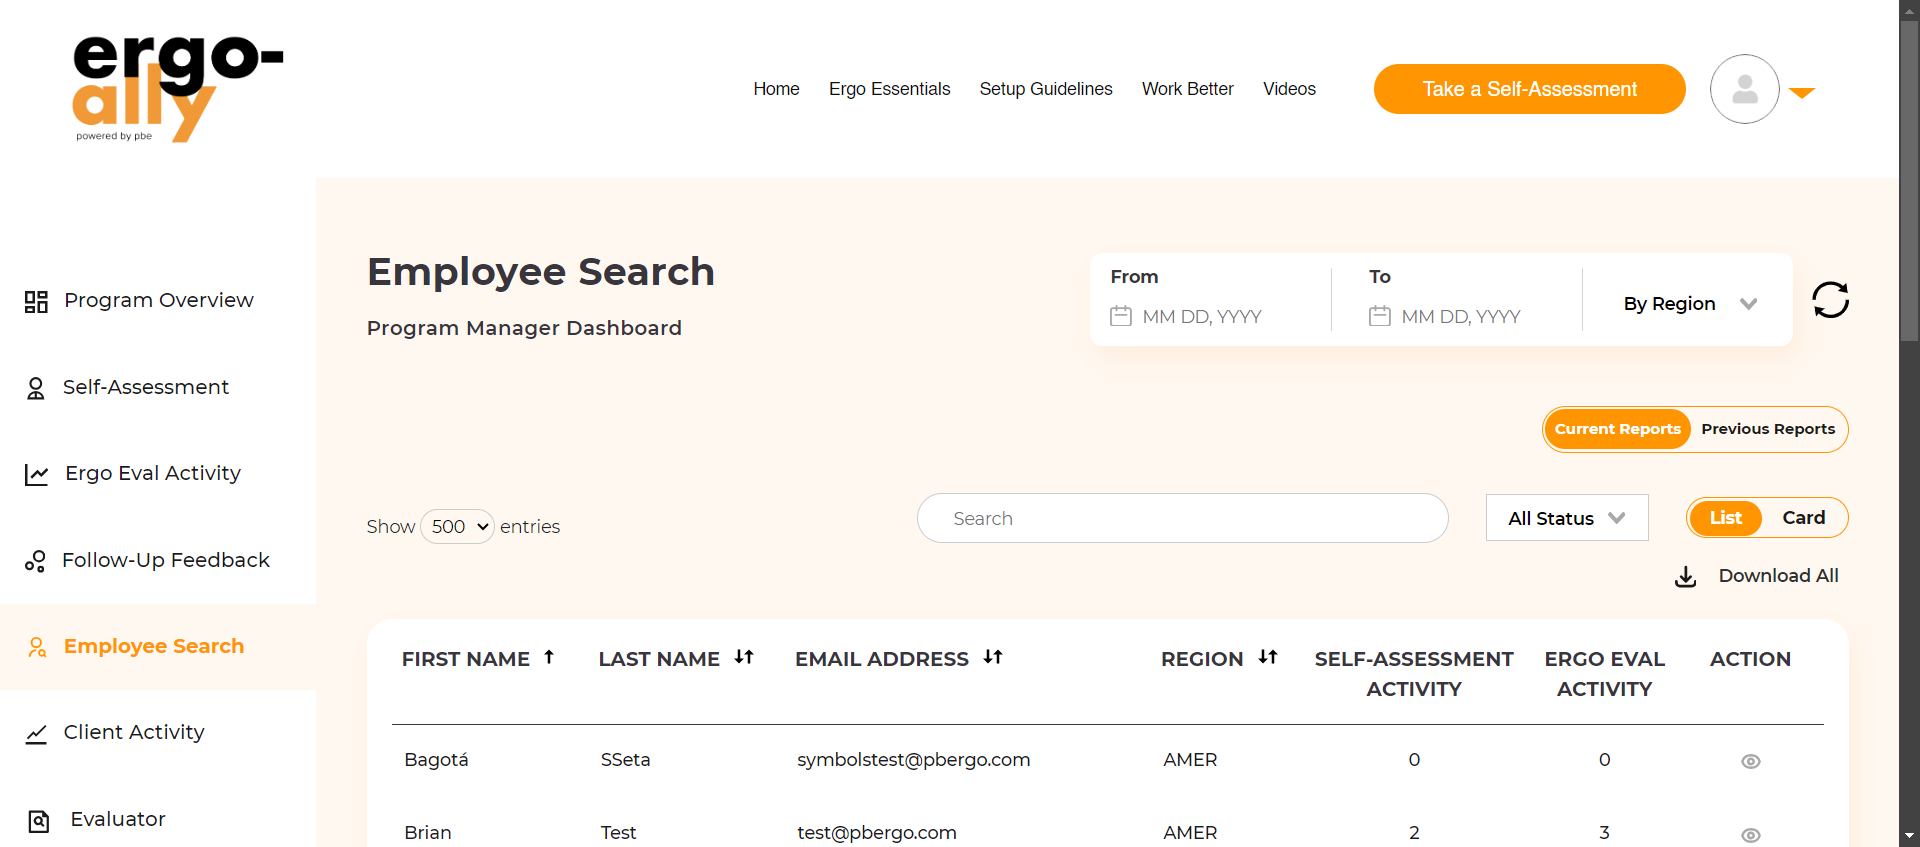 ergo-
ally
powered by pbe
Home Ergo Essentials Setup Guidelines Work Better Videos Take a Self-Assessment
Program Overview
Self-Assessment
Ergo Eval Activity
Follow-Up Feedback
Employee Search
Client Activity
Evaluator
Employee Search
Program Manager Dashboard
From To
MM DD, YYYY MM DD, YYYY By Region
Current Reports Previous Reports
Show 500 entries Search All Status List Card
Download All
FIRST NAME LAST NAME EMAIL ADDRESS REGION SELF-ASSESSMENT ERGO EVAL ACTION
ACTIVITY ACTIVITY
Bagotá SSeta symbolstest@pbergo.com AMER 0 0
Brian Test test@pbergo.com AMER 2 3